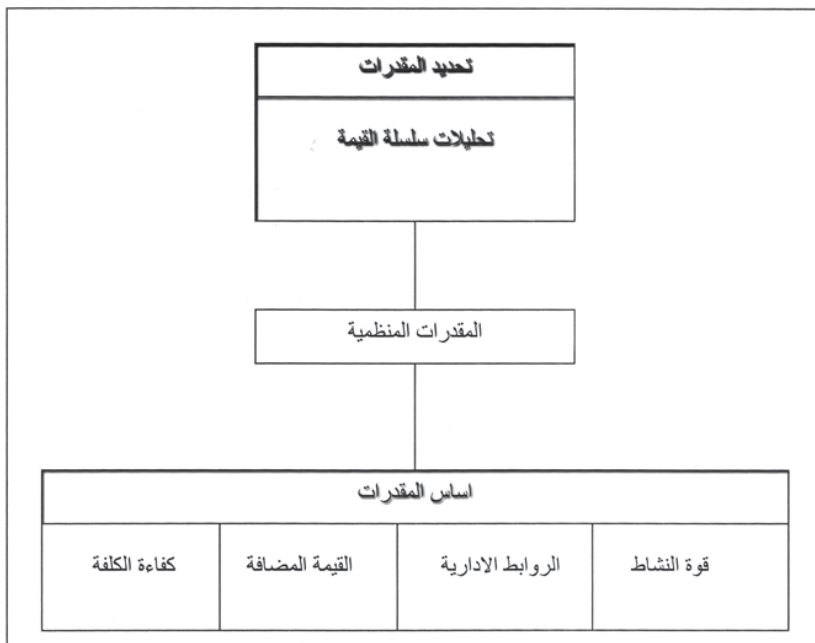 تحديد المقدرات
تحليلات سلسلة القيمة
المقدرات المنظمية
اساس المقدرات
قوة النشاط
الروابط الادارية
القيمة المضافة
كفاءة الكلفة